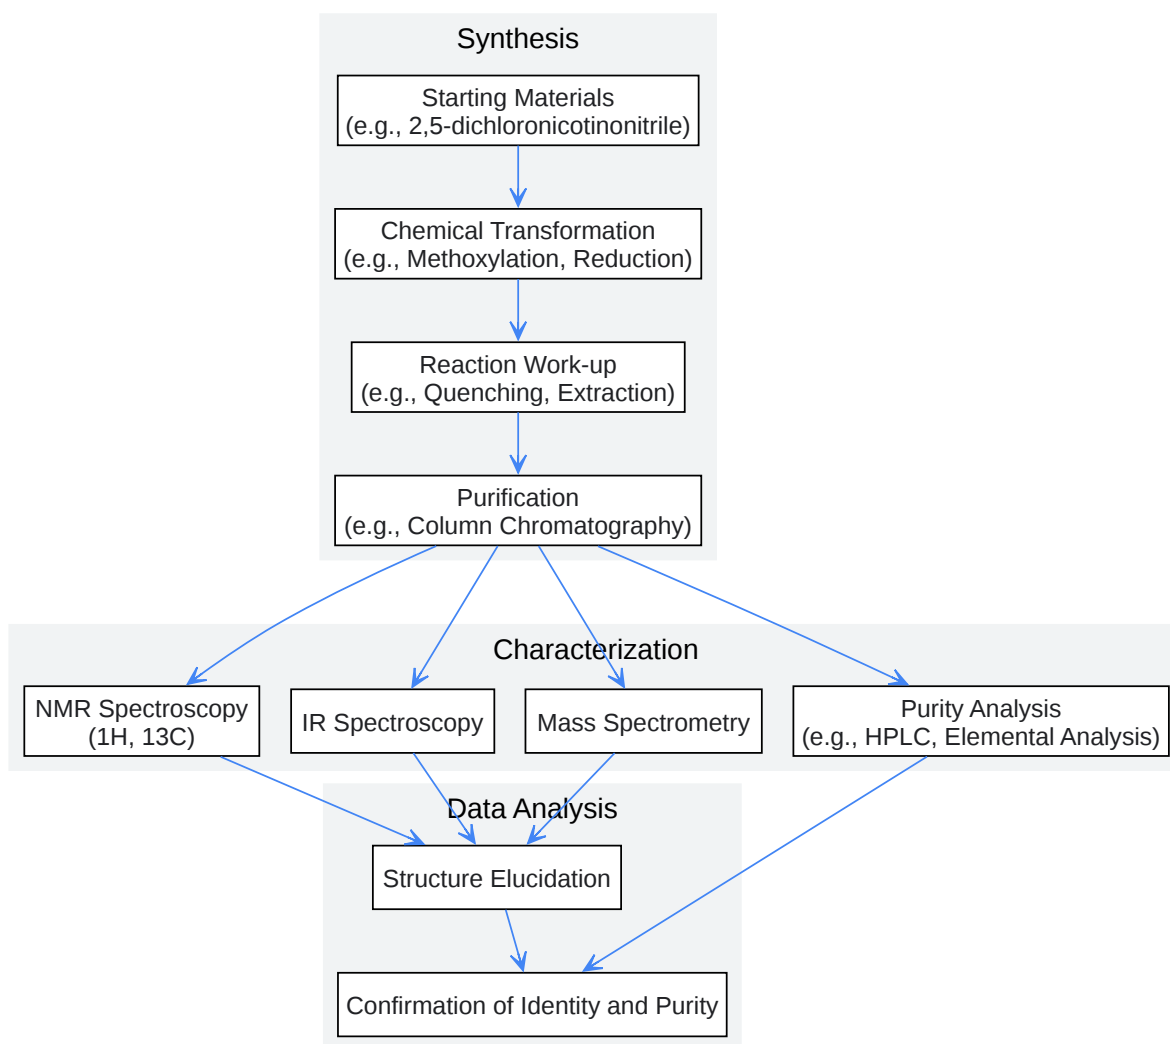 Synthesis
Starting Materials
(e.g., 2,5-dichloronicotinonitrile)
Chemical Transformation
(e.g., Methoxylation, Reduction)
Reaction Work-up
(e.g., Quenching, Extraction)
Purification
(e.g., Column Chromatography)
Characterization
NMR Spectroscopy
(1H, 13C)
IR Spectroscopy
Mass Spectrometry
Purity Analysis
(e.g., HPLC, Elemental Analysis)
Data Analysis
Structure Elucidation
Confirmation of Identity and Purity